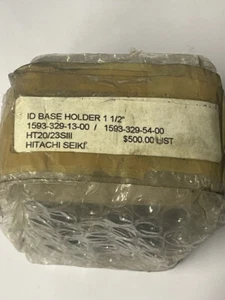 ID BASE HOLDER 1 1/2"
1593-329-13-00 / 1593-329-54-00
HT20/23SIII $500.00 LIST
HITACHI SEIKI